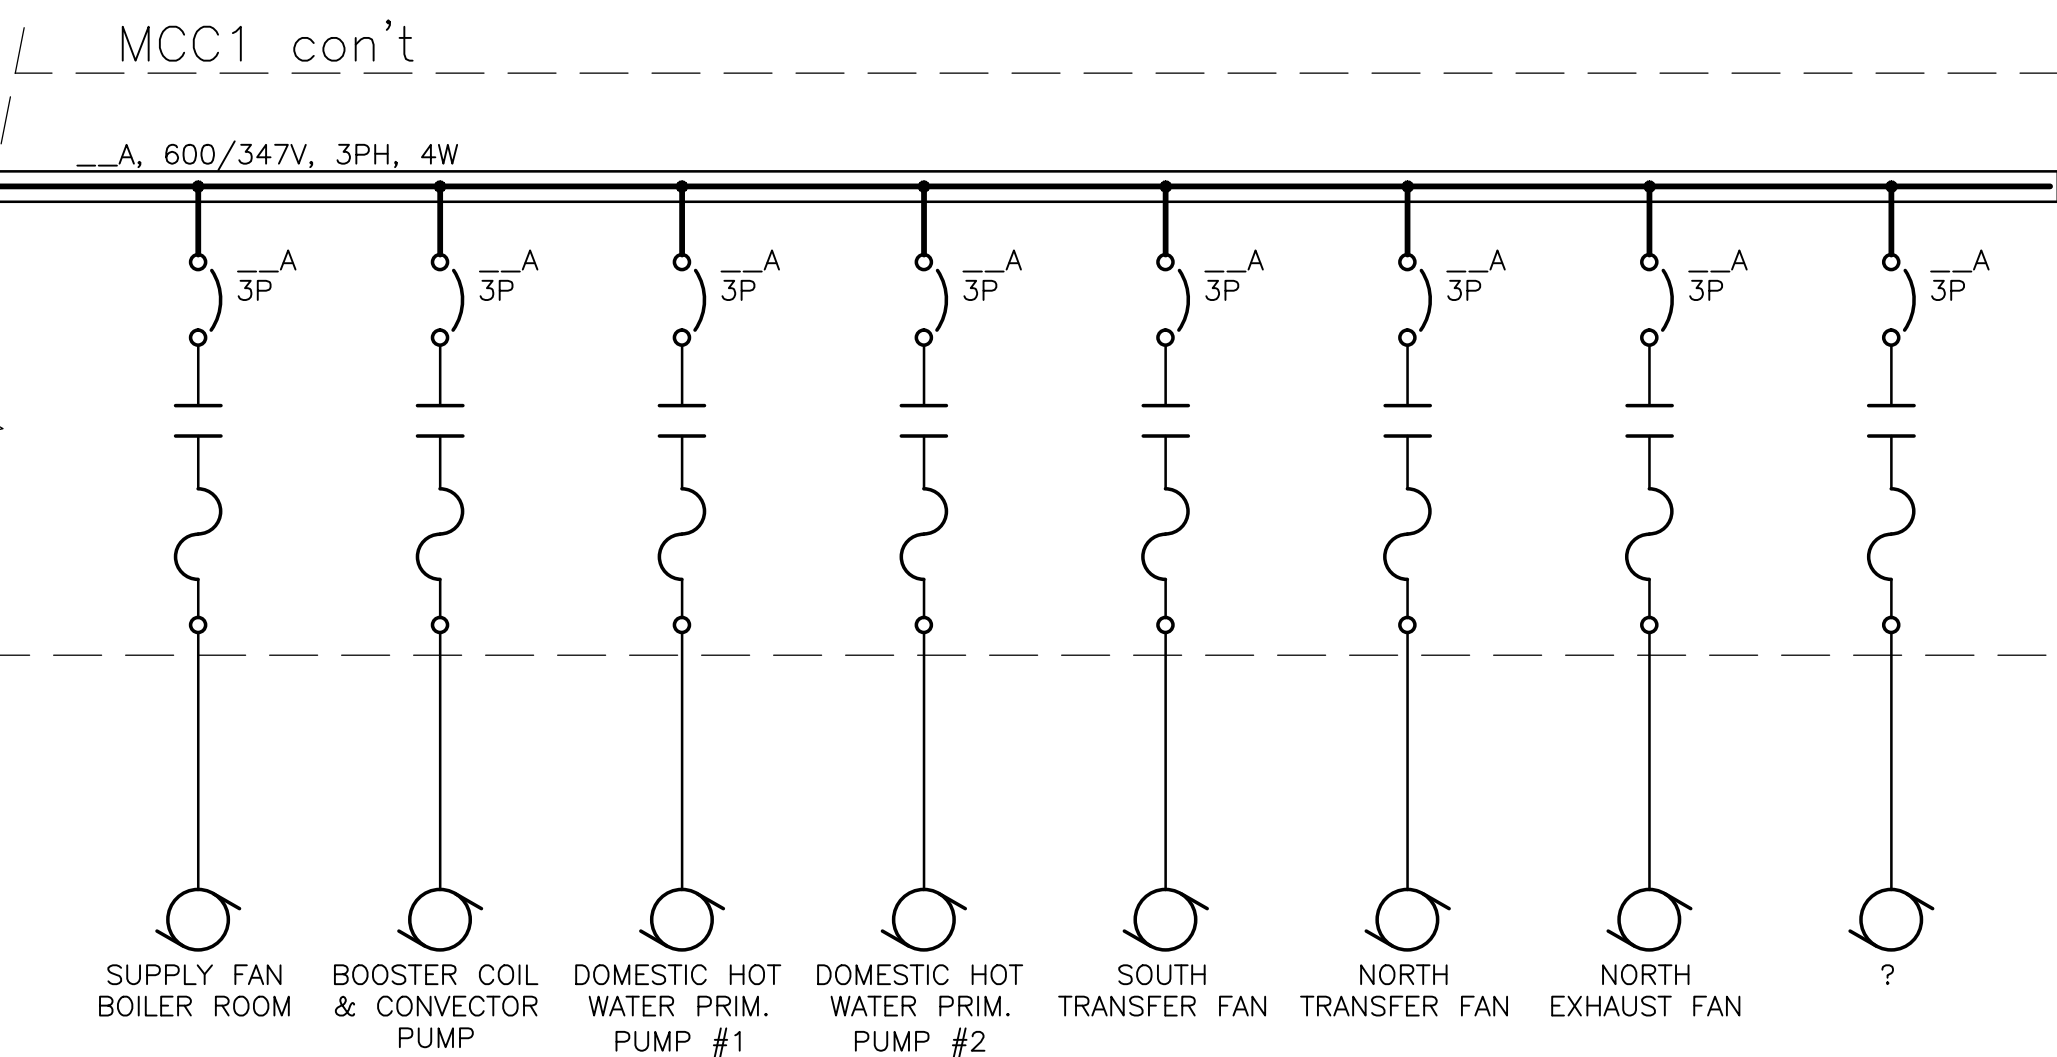 MCC1 con't
__A, 600/347V, 3PH, 4W
__A
3P
__A
3P
__A
3P
__A
3P
__A
3P
__A
3P
__A
3P
__A
3P
SUPPLY FAN
BOILER ROOM
BOOSTER COIL
& CONVECTOR
PUMP
DOMESTIC HOT
WATER PRIM.
PUMP #1
DOMESTIC HOT
WATER PRIM.
PUMP #2
SOUTH
TRANSFER FAN
NORTH
TRANSFER FAN
NORTH
EXHAUST FAN
?